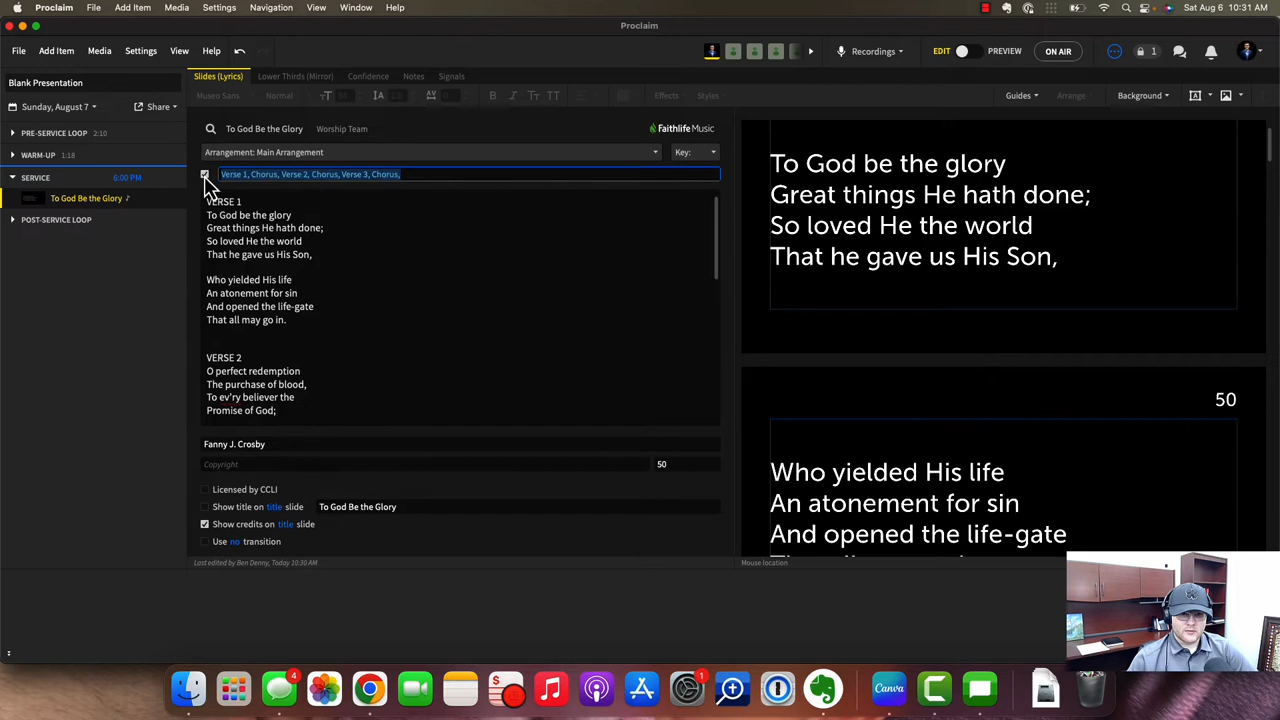 Proclaim Slides Add Item Media Settings Navigation View Window Help
Sat Aug 6 10:31 AM
Proclaim
File Add Item Media Settings View Help
Recordings
EDIT PREVIEW
ON AIR
1
Blank Presentation
Sunday, August 7
Share
PRE-SERVICE LOOP 2:10
WARM-UP 1:18
SERVICE 6:00 PM
To God Be the Glory
POST-SERVICE LOOP
Slides (Lyrics) Lower Thirds (Mirror) Confidence Notes Signals
Museo Sans Normal
Effects Styles
Guides Arrange Background
To God Be the Glory Worship Team
Faithlife Music
Arrangement: Main Arrangement
Key:
Verse 1, Chorus, Verse 2, Chorus, Verse 3, Chorus,
VERSE 1
To God be the glory
Great things He hath done;
So loved He the world
That he gave us His Son,
Who yielded His life
An atonement for sin
And opened the life-gate
That all may go in.
VERSE 2
O perfect redemption
The purchase of blood,
To ev'ry believer the
Promise of God;
Fanny J. Crosby
Copyright
50
Licensed by CCLI
Show title on title slide
To God Be the Glory
Show credits on title slide
Use no transition
Last edited by Ben Denny, Today 10:30 AM
To God be the glory
Great things He hath done;
So loved He the world
That he gave us His Son,
50
Who yielded His life
An atonement for sin
And opened the life-gate
Mouse location
4
1